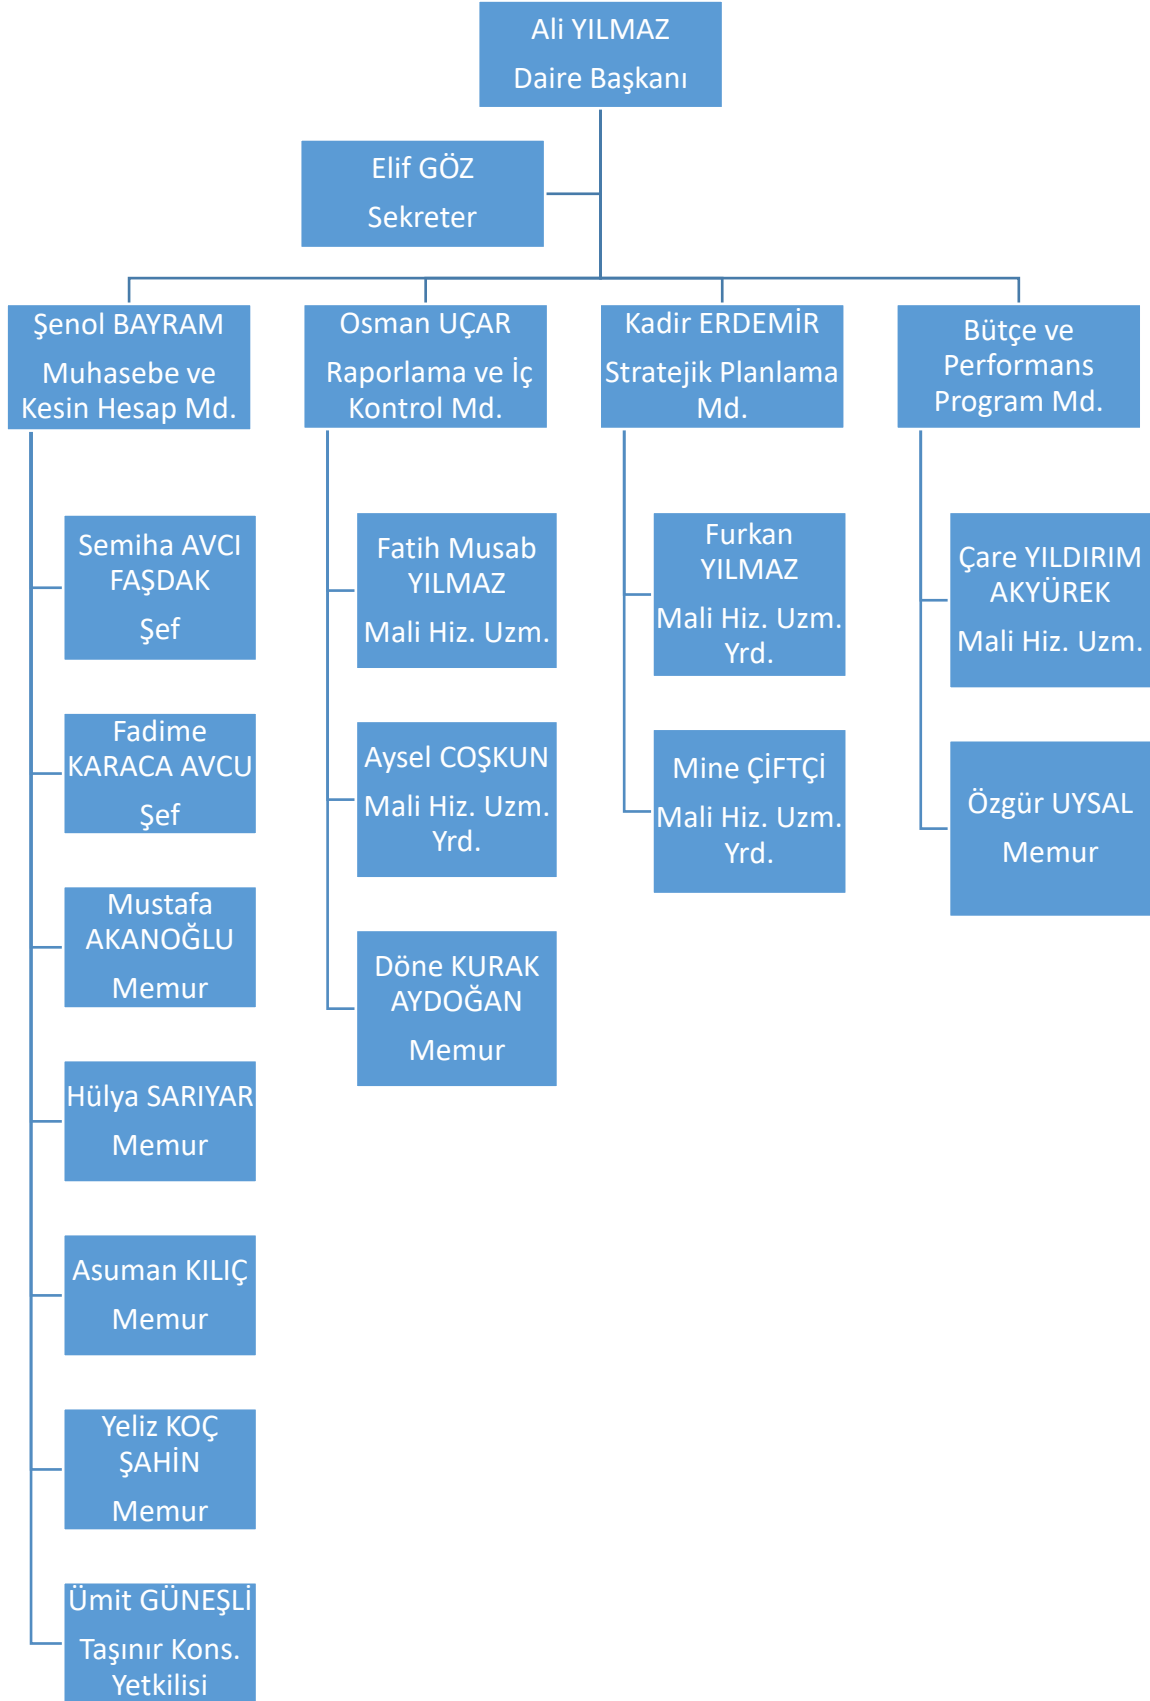 Ali YILMAZ
Daire Başkanı
Elif GÖZ
Sekreter
Şenol BAYRAM
Muhasebe ve
Kesin Hesap Md.
Osman UÇAR
Raporlama ve İç
Kontrol Md.
Kadir ERDEMİR
Stratejik Planlama
Md.
Bütçe ve
Performans
Program Md.
Semiha AVCI
FAŞDAK
Şef
Fadime
KARACA AVCU
Şef
Mustafa
AKANOĞLU
Memur
Hülya SARIYAR
Memur
Asuman KILIÇ
Memur
Yeliz KOÇ
ŞAHİN
Memur
Ümit GÜNEŞLİ
Taşınır Kons.
Yetkilisi
Fatih Musab
YILMAZ
Mali Hiz. Uzm.
Aysel COŞKUN
Mali Hiz. Uzm.
Yrd.
Döne KURAK
AYDOĞAN
Memur
Furkan
YILMAZ
Mali Hiz. Uzm.
Yrd.
Mine ÇİFTÇİ
Mali Hiz. Uzm.
Yrd.
Çare YILDIRIM
AKYÜREK
Mali Hiz. Uzm.
Özgür UYSAL
Memur